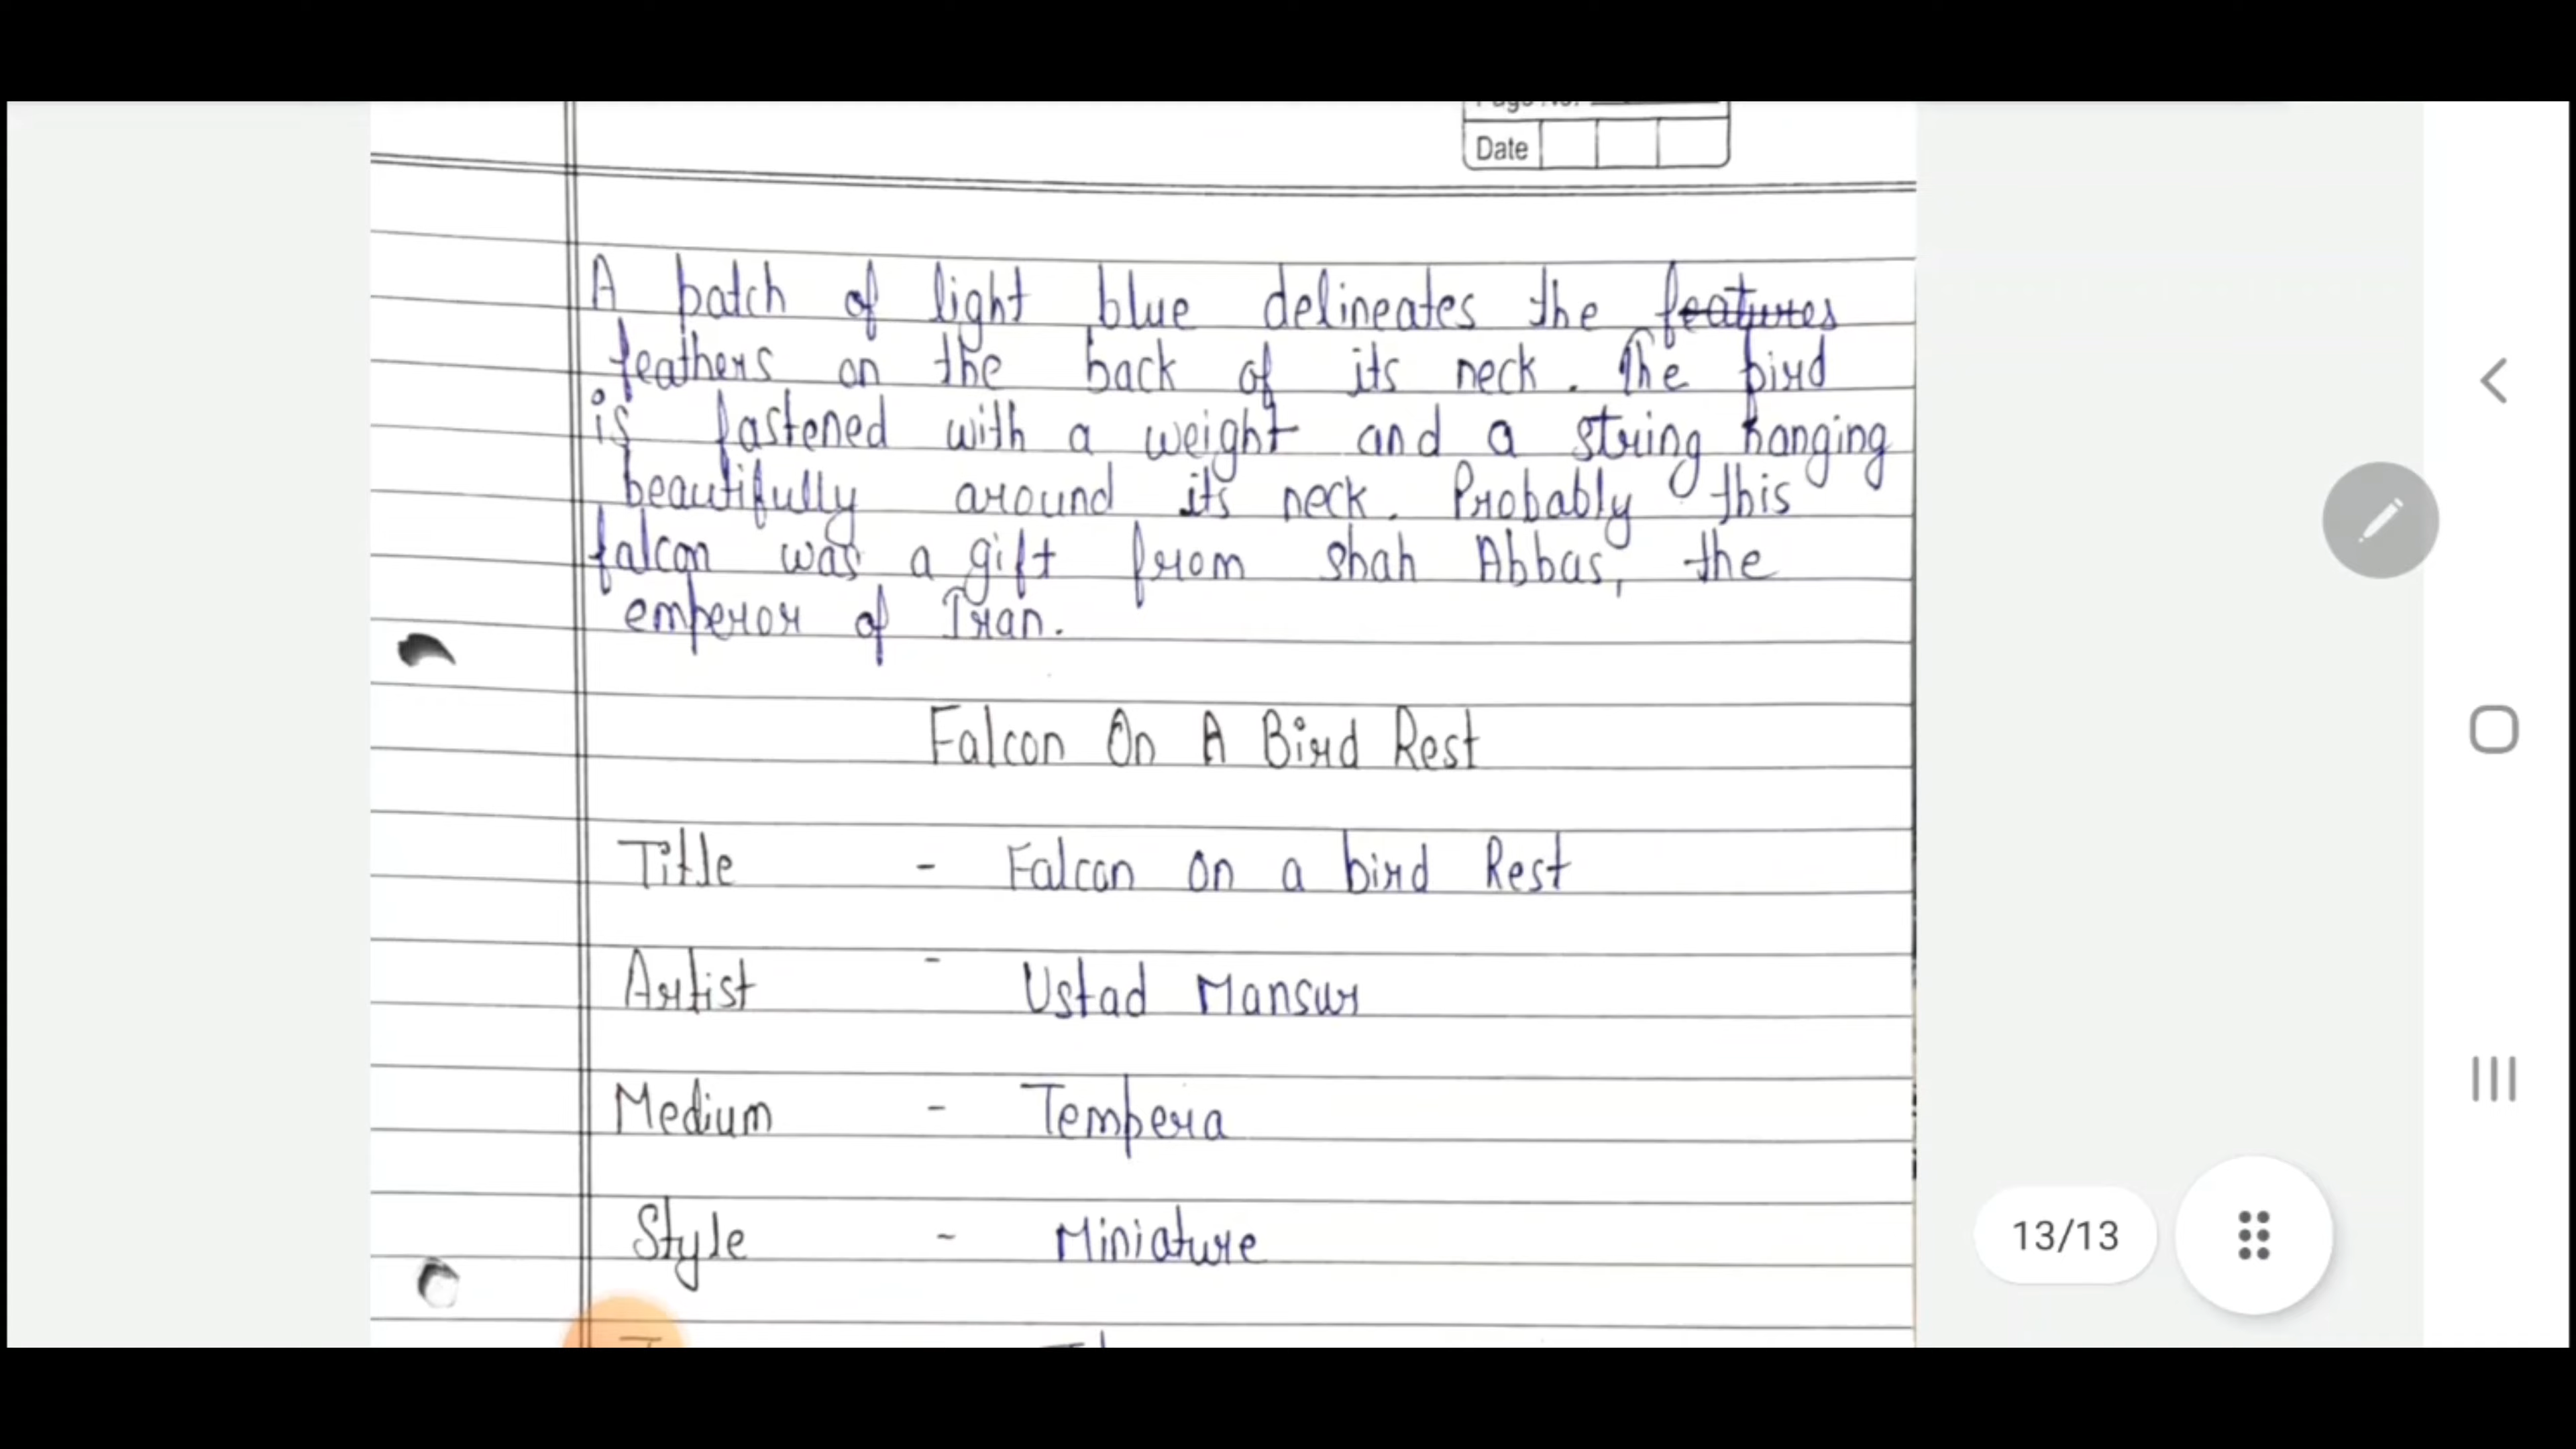 Date
A patch of light blue delineates the features
feathers on the back of its neck. The bird
is fastened with a weight and a string hanging
beautifully around its neck. Probably this
falcon was a gift from shah Abbas, the
emperor of Iran.
Falcon On A Bird Rest
Title - Falcon on a bird Rest
Artist - Ustad Mansur
Medium - Tempera
Style - Miniature
13/13